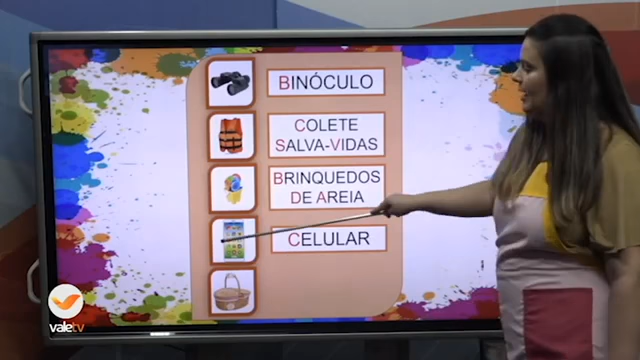 BINÓCULO
COLETE
SALVA-VIDAS
BRINQUEDOS
DE AREIA
CELULAR
valetv